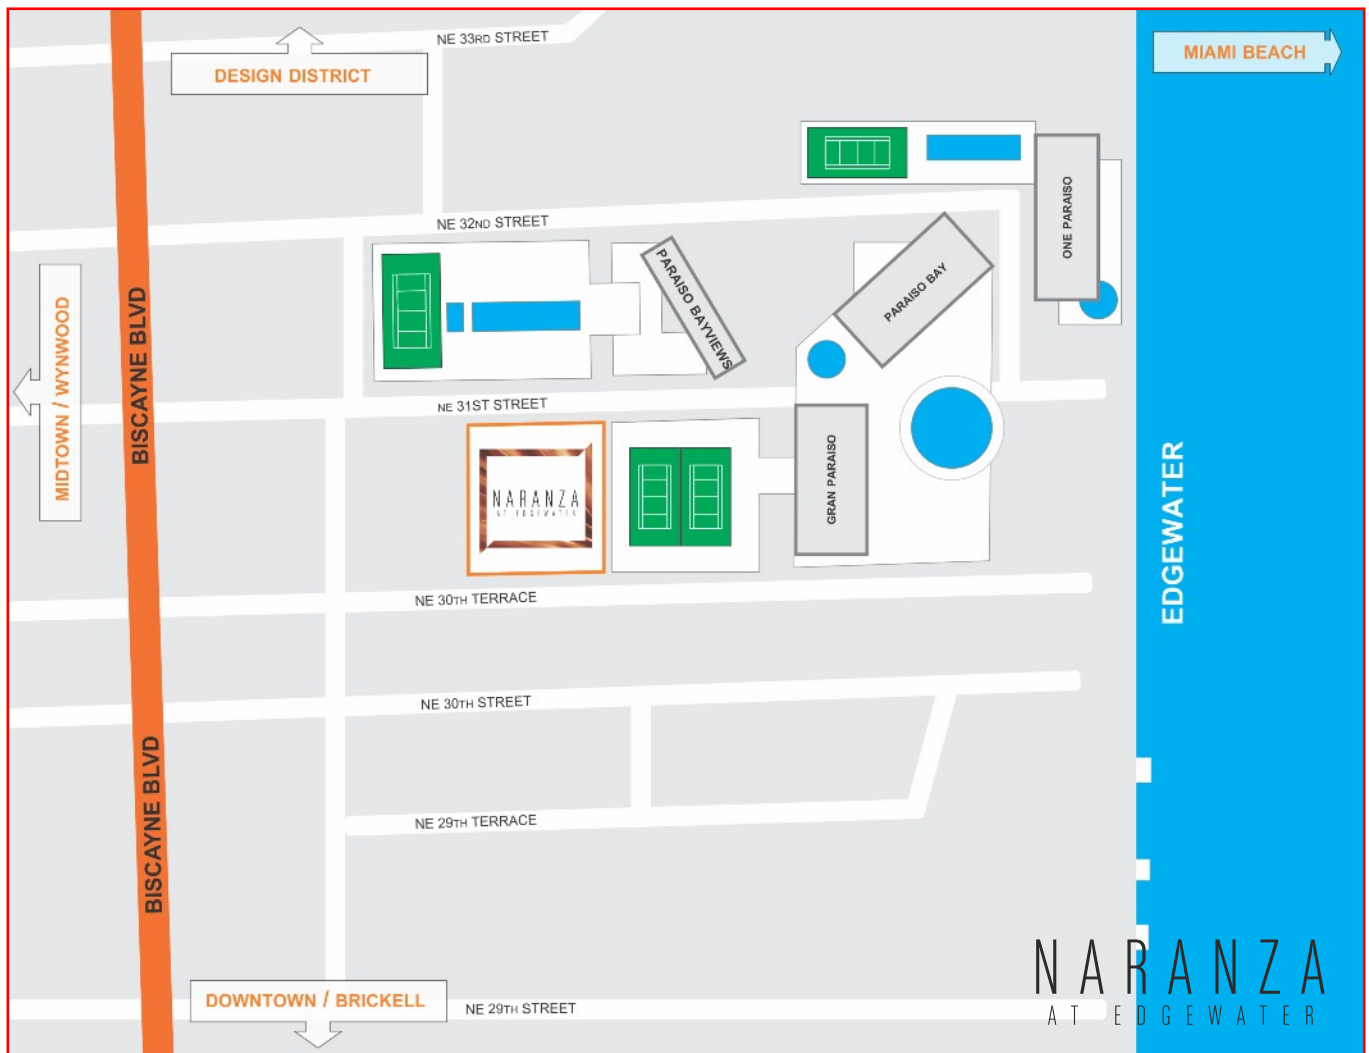 NE 33RD STREET
DESIGN DISTRICT
MIAMI BEACH
NE 32ND STREET
ONE PARAISO
PARAISO BAYVIEWS
PARAISO BAY
MIDTOWN / WYNWOOD
BISCAYNE BLVD
NE 31ST STREET
NARANZA
AT EDGEWATER
GRAN PARAISO
EDGEWATER
NE 30TH TERRACE
NE 30TH STREET
BISCAYNE BLVD
NE 29TH TERRACE
DOWNTOWN / BRICKELL
NE 29TH STREET
NARANZA
AT EDGEWATER